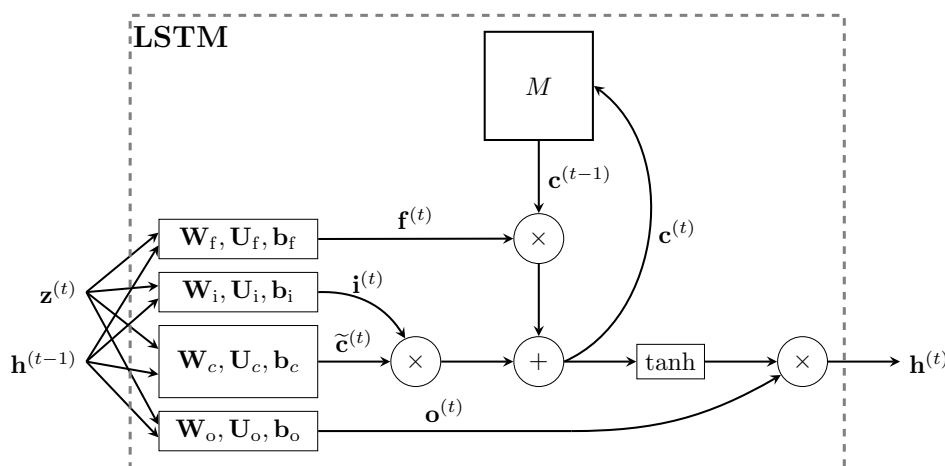 LSTM
M
c^(t−1)
f^(t)
W_f, U_f, b_f
×
c^(t)
z^(t)
W_i, U_i, b_i
i^(t)
h^(t−1)
W_c, U_c, b_c
c̃^(t)
×
+
tanh
×
h^(t)
W_o, U_o, b_o
o^(t)